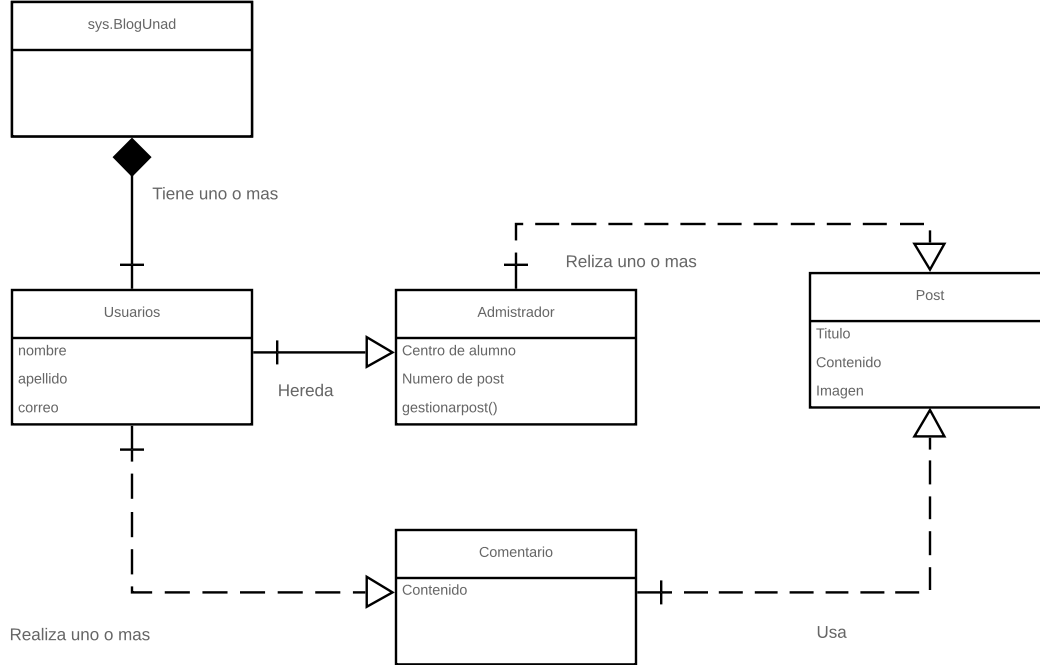 sys.BlogUnad
Tiene uno o mas
Reliza uno o mas
Usuarios
nombre
apellido
correo
Hereda
Admistrador
Centro de alumno
Numero de post
gestionarpost()
Post
Titulo
Contenido
Imagen
Comentario
Contenido
Realiza uno o mas
Usa